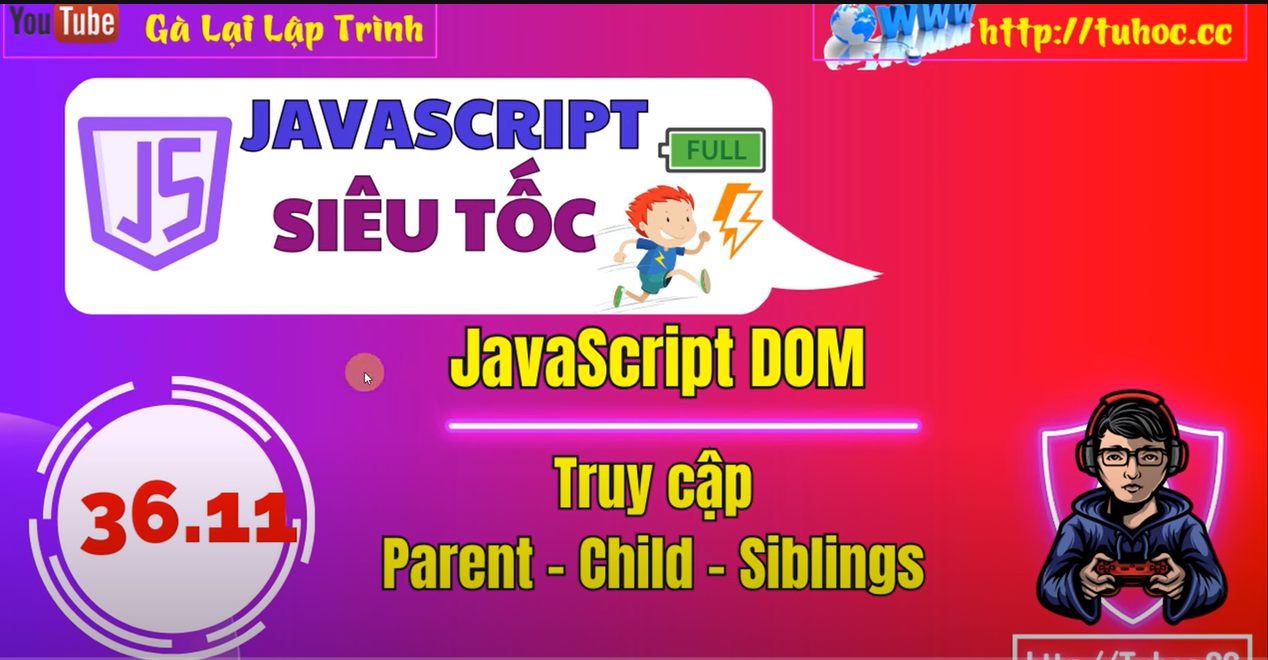 YouTube
Gà Lại Lập Trình
WWW
http://tuhoc.cc
JS
JAVASCRIPT
FULL
SIÊU TỐC
JavaScript DOM
36.11
Truy cập
Parent - Child - Siblings